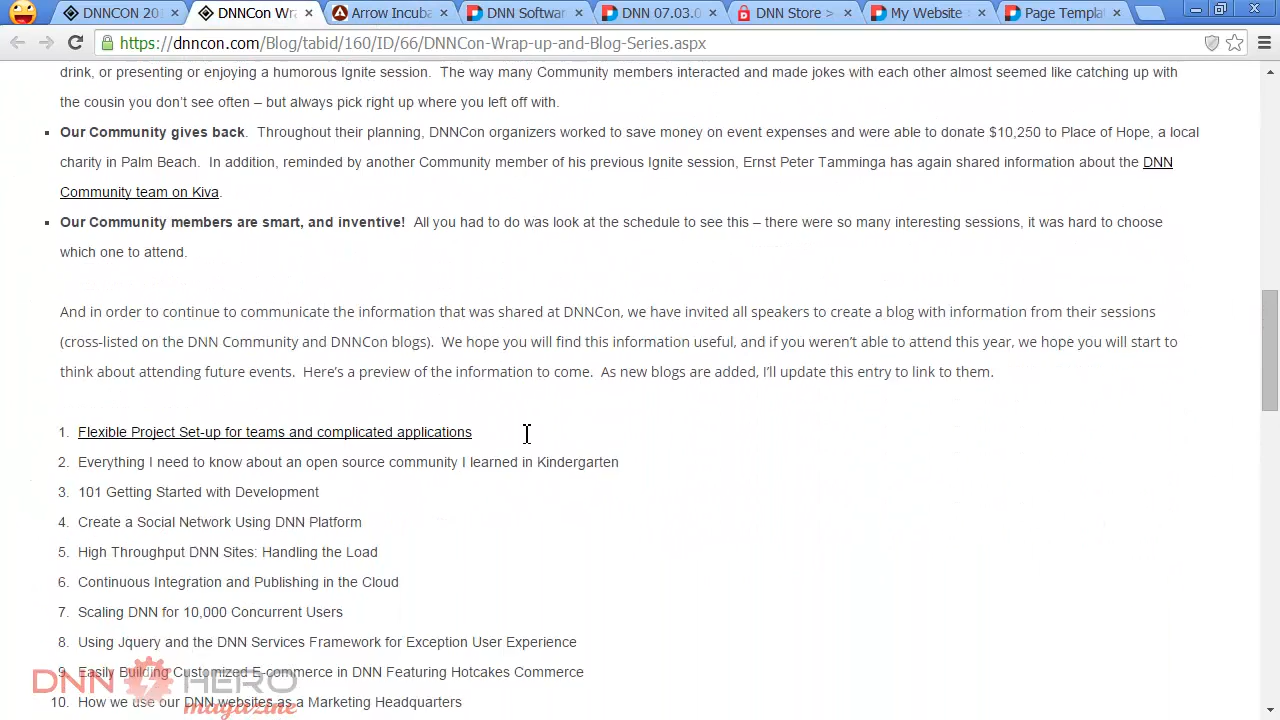 DNNCON 201
DNNCon Wra
Arrow Incub
DNN Softwar
DNN 07.03.0
DNN Store >
My Website
Page Templa
https://dnncon.com/Blog/tabid/160/ID/66/DNNCon-Wrap-up-and-Blog-Series.aspx
drink, or presenting or enjoying a humorous Ignite session. The way many Community members interacted and made jokes with each other almost seemed like catching up with
the cousin you don't see often – but always pick right up where you left off with.
Our Community gives back. Throughout their planning, DNNCon organizers worked to save money on event expenses and were able to donate $10,250 to Place of Hope, a local
charity in Palm Beach. In addition, reminded by another Community member of his previous Ignite session, Ernst Peter Tamminga has again shared information about the DNN
Community team on Kiva.
Our Community members are smart, and inventive! All you had to do was look at the schedule to see this – there were so many interesting sessions, it was hard to choose
which one to attend.
And in order to continue to communicate the information that was shared at DNNCon, we have invited all speakers to create a blog with information from their sessions
(cross-listed on the DNN Community and DNNCon blogs). We hope you will find this information useful, and if you weren't able to attend this year, we hope you will start to
think about attending future events. Here's a preview of the information to come. As new blogs are added, I'll update this entry to link to them.
1. Flexible Project Set-up for teams and complicated applications
2. Everything I need to know about an open source community I learned in Kindergarten
3. 101 Getting Started with Development
4. Create a Social Network Using DNN Platform
5. High Throughput DNN Sites: Handling the Load
6. Continuous Integration and Publishing in the Cloud
7. Scaling DNN for 10,000 Concurrent Users
8. Using Jquery and the DNN Services Framework for Exception User Experience
9. Easily Building Customized E-commerce in DNN Featuring Hotcakes Commerce
10. How we use our DNN websites as a Marketing Headquarters
DNN HERO
magazine